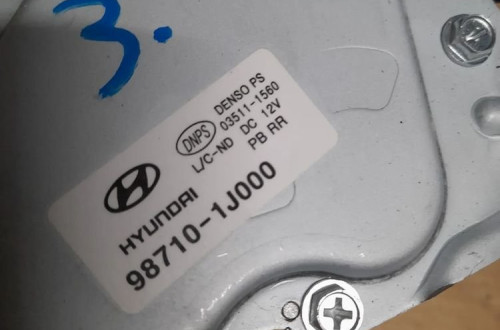 3.
DENSO PS
DNPS 03511-1560
L/C-ND DC 12V
PB RR
HYUNDAI
98710-1J000